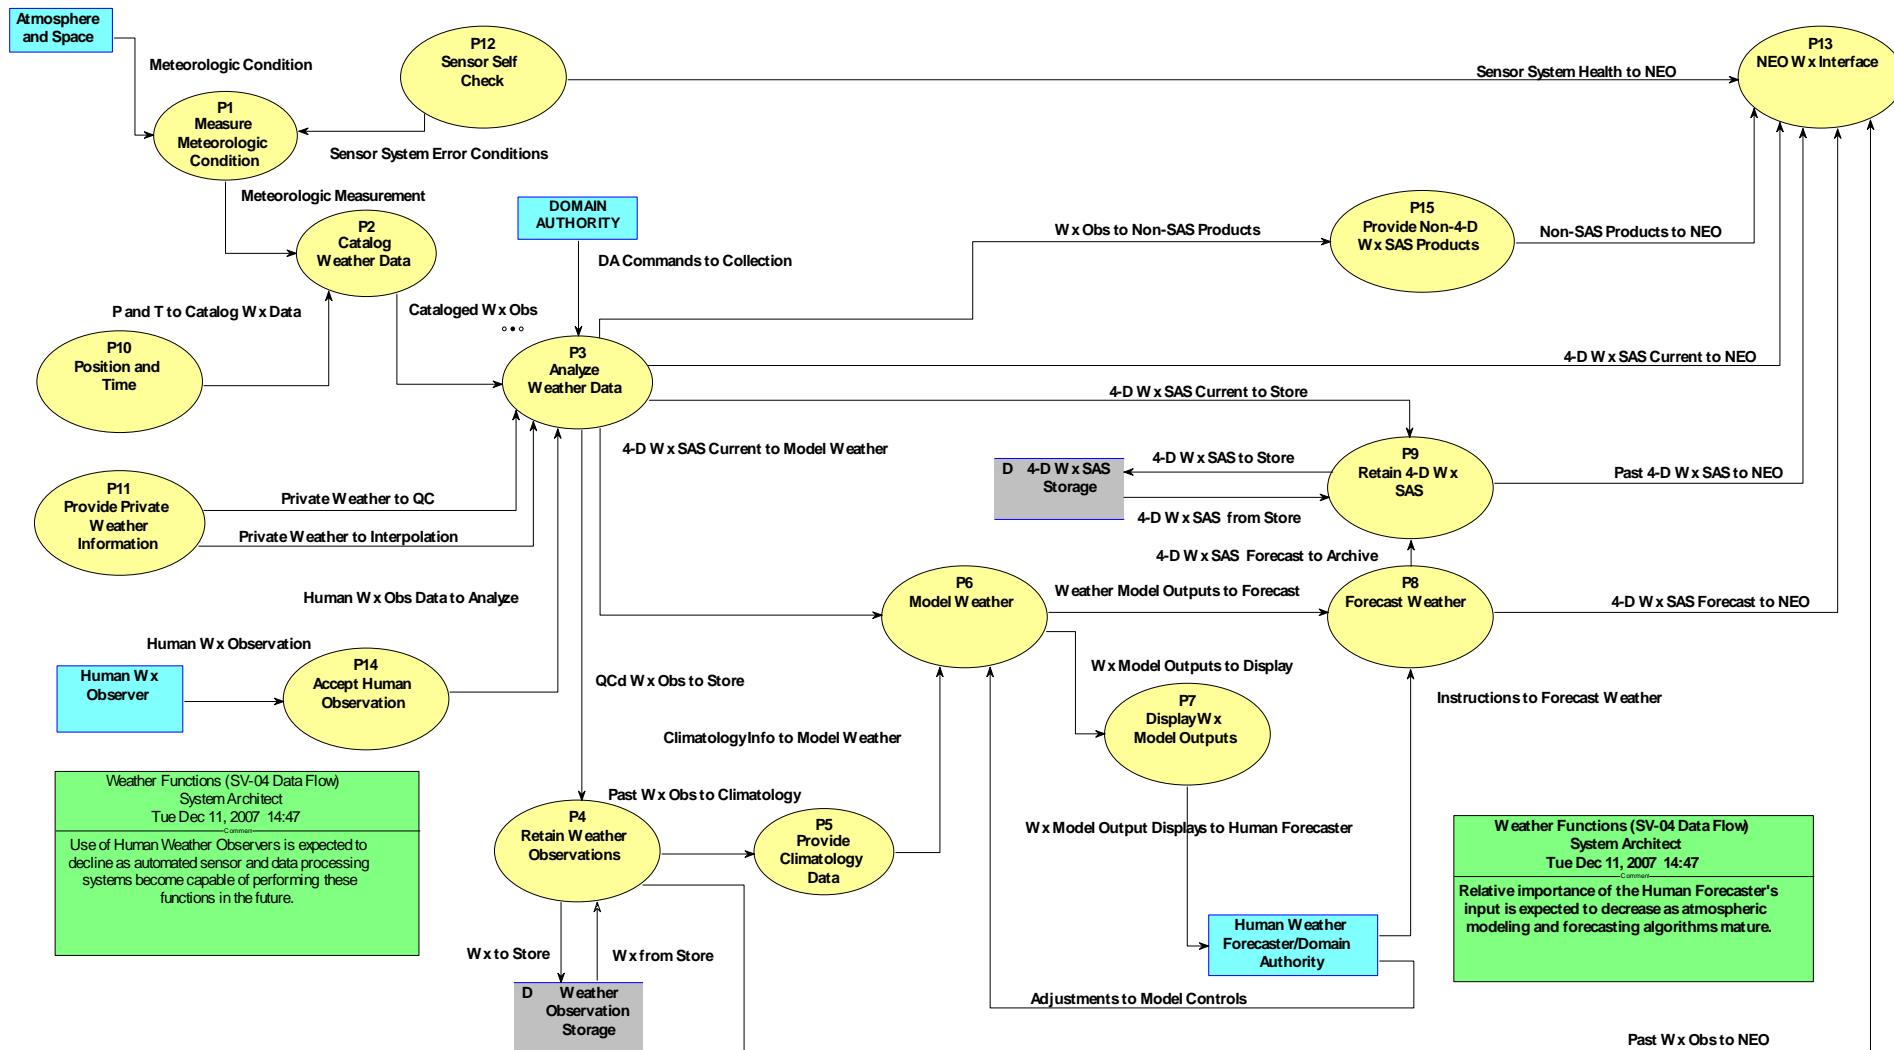 Atmosphere
and Space
Meteorologic Condition
P12
Sensor Self
Check
Sensor System Health to NEO
P13
NEO Wx Interface
P1
Measure
Meteorologic
Condition
Sensor System Error Conditions
Meteorologic Measurement
DOMAIN
AUTHORITY
P2
Catalog
Weather Data
DA Commands to Collection
Wx Obs to Non-SAS Products
P15
Provide Non-4-D
Wx SAS Products
Non-SAS Products to NEO
P and T to Catalog Wx Data
Cataloged Wx Obs
P10
Position and
Time
P3
Analyze
Weather Data
4-D Wx SAS Current to NEO
4-D Wx SAS Current to Store
4-D Wx SAS Current to Model Weather
D 4-D Wx SAS
Storage
4-D Wx SAS to Store
4-D Wx SAS from Store
P9
Retain 4-D Wx
SAS
Past 4-D Wx SAS to NEO
P11
Provide Private
Weather
Information
Private Weather to QC
Private Weather to Interpolation
4-D Wx SAS Forecast to Archive
P6
Model Weather
Weather Model Outputs to Forecast
P8
Forecast Weather
4-D Wx SAS Forecast to NEO
Human Wx Obs Data to Analyze
Human Wx Observation
Human Wx
Observer
P14
Accept Human
Observation
QCd Wx Obs to Store
Wx Model Outputs to Display
Instructions to Forecast Weather
P7
Display Wx
Model Outputs
Climatology Info to Model Weather
Weather Functions (SV-04 Data Flow)
System Architect
Tue Dec 11, 2007 14:47
Comment
Use of Human Weather Observers is expected to
decline as automated sensor and data processing
systems become capable of performing these
functions in the future.
Past Wx Obs to Climatology
P4
Retain Weather
Observations
P5
Provide
Climatology
Data
Wx Model Output Displays to Human Forecaster
Weather Functions (SV-04 Data Flow)
System Architect
Tue Dec 11, 2007 14:47
Comment
Relative importance of the Human Forecaster's
input is expected to decrease as atmospheric
modeling and forecasting algorithms mature.
Human Weather
Forecaster/Domain
Authority
Wx to Store
Wx from Store
D Weather
Observation
Storage
Adjustments to Model Controls
Past Wx Obs to NEO